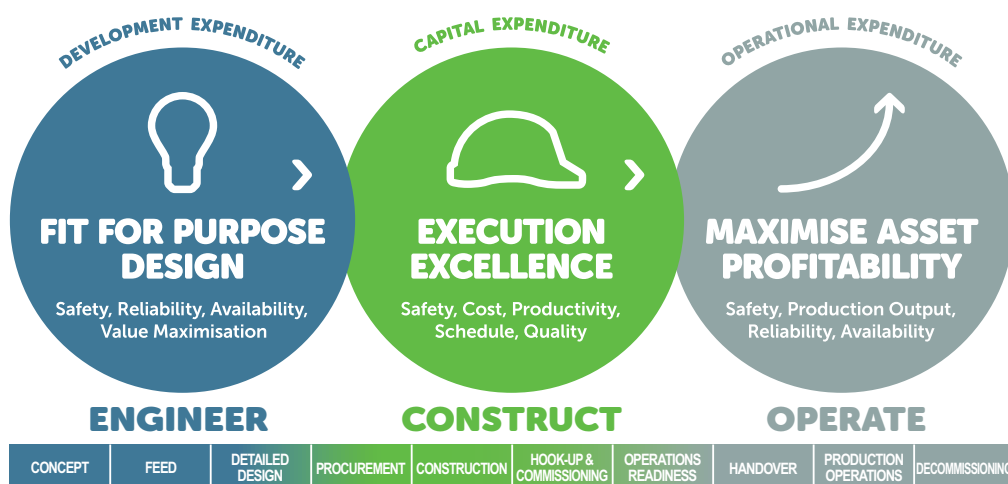 DEVELOPMENT EXPENDITURE
CAPITAL EXPENDITURE
OPERATIONAL EXPENDITURE
FIT FOR PURPOSE
DESIGN
Safety, Reliability, Availability,
Value Maximisation
EXECUTION
EXCELLENCE
Safety, Cost, Productivity,
Schedule, Quality
MAXIMISE ASSET
PROFITABILITY
Safety, Production Output,
Reliability, Availability
ENGINEER
CONSTRUCT
OPERATE
CONCEPT
FEED
DETAILED
DESIGN
PROCUREMENT
CONSTRUCTION
HOOK-UP &
COMMISSIONING
OPERATIONS
READINESS
HANDOVER
PRODUCTION
OPERATIONS
DECOMMISSIONING